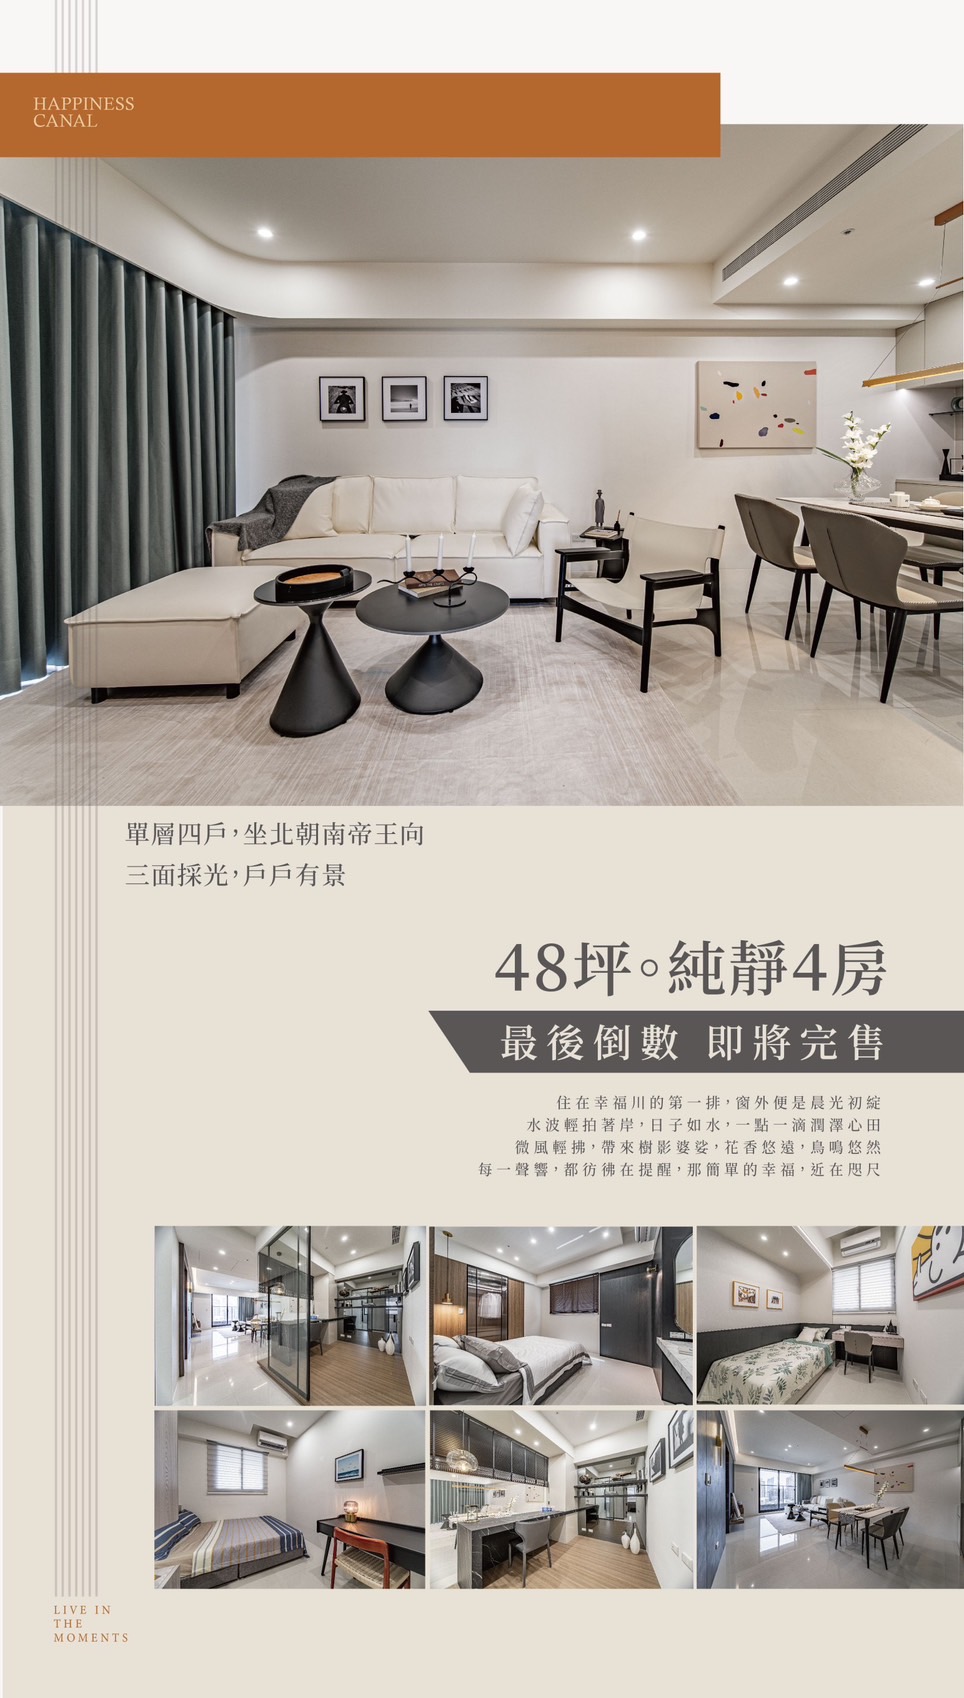 HAPPINESS
CANAL
單層四戶，坐北朝南帝王向
三面採光，戶戶有景
48坪。純靜4房
最後倒數 即將完售
住在幸福川的第一排，窗外便是晨光初綻
水波輕拍著岸，日子如水，一點一滴潤澤心田
微風輕拂，帶來樹影婆娑，花香悠遠，鳥鳴悠然
每一聲響，都彷彿在提醒，那簡單的幸福，近在咫尺
LIVE IN
THE
MOMENTS